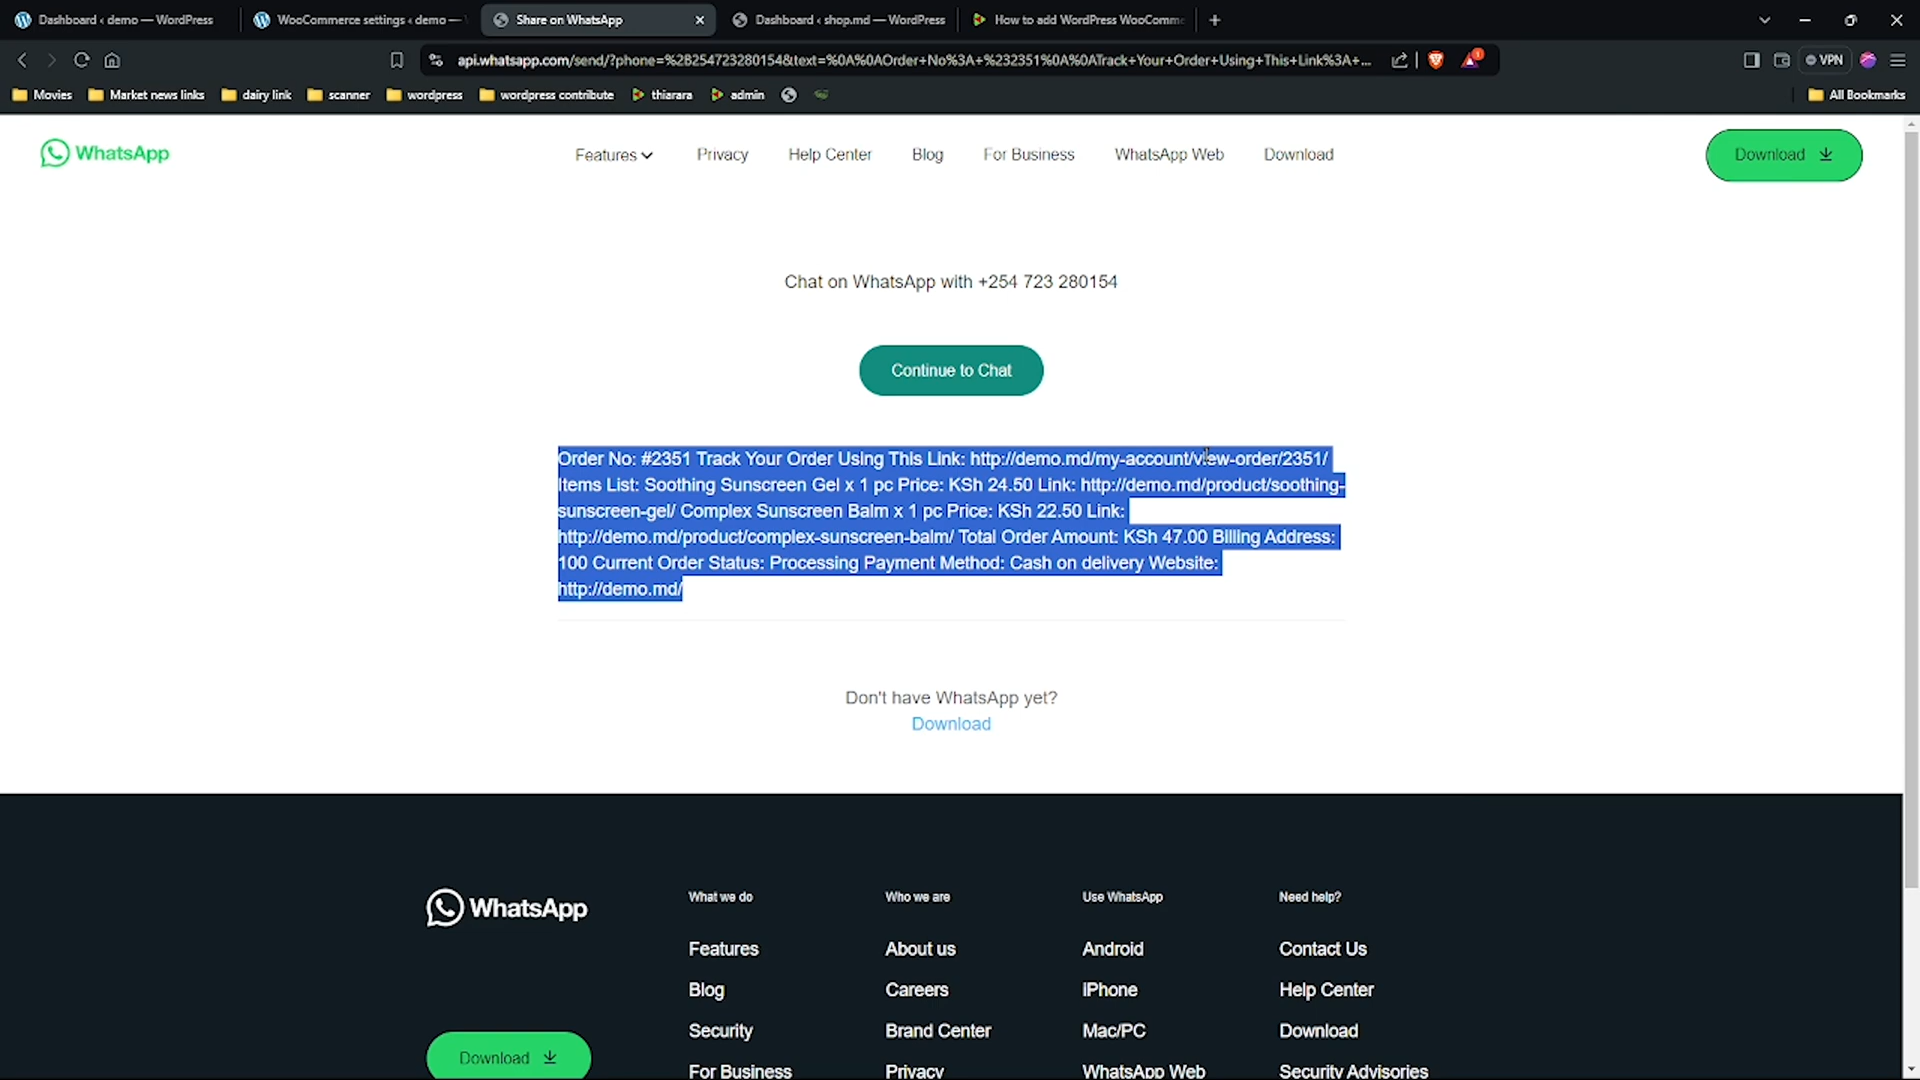 Dashboard ‹ demo — WordPress
WooCommerce settings ‹ demo —
Share on WhatsApp
Dashboard ‹ shop.md — WordPress
How to add WordPress WooComme
api.whatsapp.com/send/?phone=%2B254723280154&text=%0A%0AOrder+No%3A+%232351%0A%0ATrack+Your+Order+Using+This+Link%3A+...
1
VPN
Movies
Market news links
dairy link
scanner
wordpress
wordpress contribute
thiarara
admin
All Bookmarks
WhatsApp
Features
Privacy
Help Center
Blog
For Business
WhatsApp Web
Download
Download
Chat on WhatsApp with +254 723 280154
Continue to Chat
Order No: #2351 Track Your Order Using This Link: http://demo.md/my-account/view-order/2351/
Items List: Soothing Sunscreen Gel x 1 pc Price: KSh 24.50 Link: http://demo.md/product/soothing-
sunscreen-gel/ Complex Sunscreen Balm x 1 pc Price: KSh 22.50 Link:
http://demo.md/product/complex-sunscreen-balm/ Total Order Amount: KSh 47.00 Billing Address:
100 Current Order Status: Processing Payment Method: Cash on delivery Website:
http://demo.md/
Don't have WhatsApp yet?
Download
WhatsApp
Download
What we do
Features
Blog
Security
For Business
Who we are
About us
Careers
Brand Center
Privacy
Use WhatsApp
Android
iPhone
Mac/PC
WhatsApp Web
Need help?
Contact Us
Help Center
Download
Security Advisories